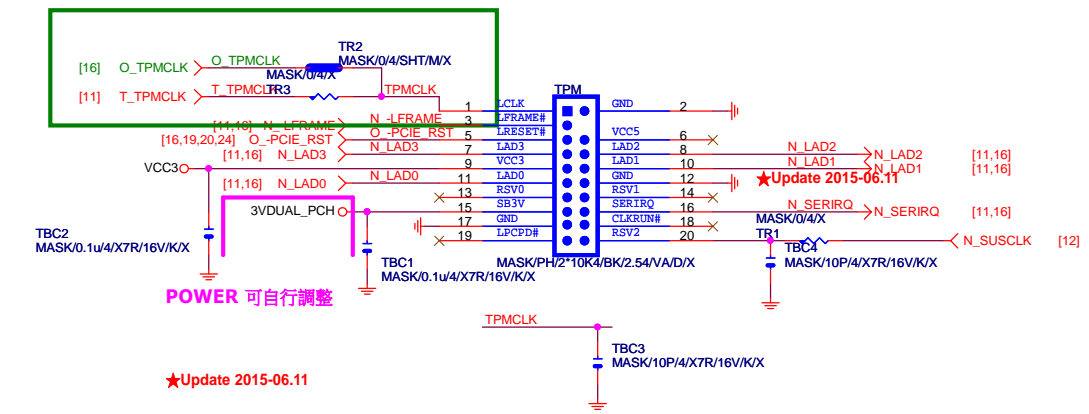 TR2
MASK/0/4/SHT/M/X
[16] O_TPMCLK O_TPMCLK
MASK/0/4/X
[11] T_TPMCLK T_TPMCLK TPMCLK
TR3
TPM
1 LCLK GND 2
[11,16] N_-LFRAME N_-LFRAME 3 LFRAME#
[16,19,20,24] O_-PCIE_RST O_-PCIE_RST 5 LRESET# VCC5 6
[11,16] N_LAD3 N_LAD3 7 LAD3 LAD2 8 N_LAD2 N_LAD2 [11,16]
VCC3 9 VCC3 LAD1 10 N_LAD1 N_LAD1 [11,16]
[11,16] N_LAD0 N_LAD0 11 LAD0 GND 12
★Update 2015-06.11
13 RSV0 RSV1 14
3VDUAL_PCH 15 SB3V SERIRQ 16 N_SERIRQ N_SERIRQ [11,16]
17 GND CLKRUN# 18
MASK/0/4/X
19 LPCPD# RSV2 20 TR1 N_SUSCLK [12]
TBC2
MASK/0.1u/4/X7R/16V/K/X
TBC1
MASK/0.1u/4/X7R/16V/K/X
MASK/PH/2*10K4/BK/2.54/VA/D/X
TBC4
MASK/10P/4/X7R/16V/K/X
POWER 可自行調整
TPMCLK
TBC3
MASK/10P/4/X7R/16V/K/X
★Update 2015-06.11